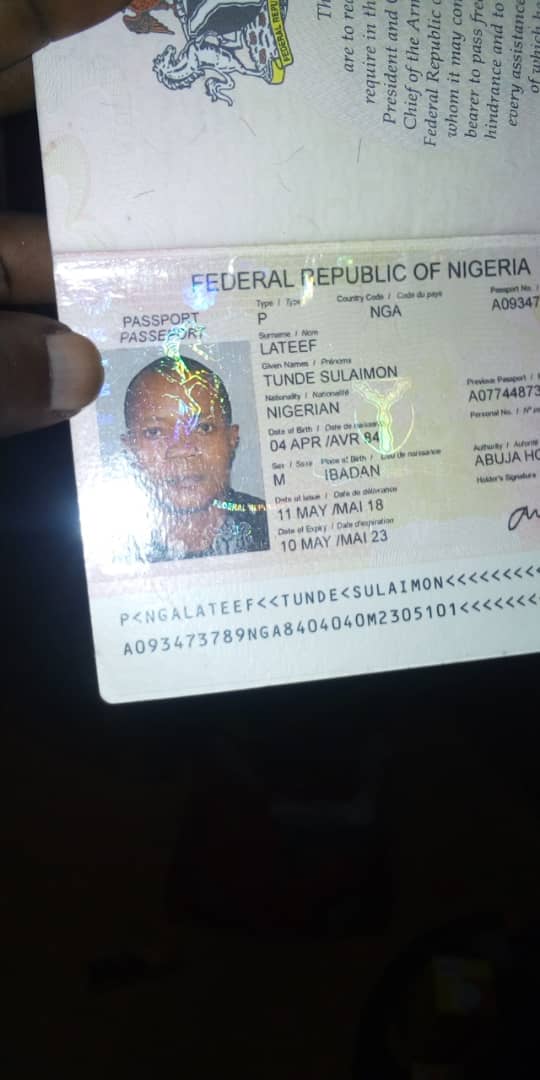 FEDERAL REPU
Th
are to re
require in th
President and C
Chief of the Arm
Federal Republic o
whom it may con
bearer to pass fre
hindrance and to
every assistance
of which
FEDERAL REPUBLIC OF NIGERIA
PASSPORT
PASSEPORT
Type / Type
P
Country Code / Code du pays
NGA
Passport No. /
A09347
Surname / Nom
LATEEF
Given Names / Prénoms
TUNDE SULAIMON
Nationality / Nationalité
NIGERIAN
Previous Passport /
A07744873
Date of Birth / Date de naissance
04 APR /AVR 84
Personal No. /
Sex / Sexe
M
Place of Birth / Lieu de naissance
IBADAN
Authority / Autorité
ABUJA HQ
Date of Issue / Date de délivrance
11 MAY /MAI 18
Holder's Signature
Date of Expiry / Date d'expiration
10 MAY /MAI 23
P<NGALATEEF<<TUNDE<SULAIMON<<<<<<<<<
A093473789NGA8404040M2305101<<<<<<<